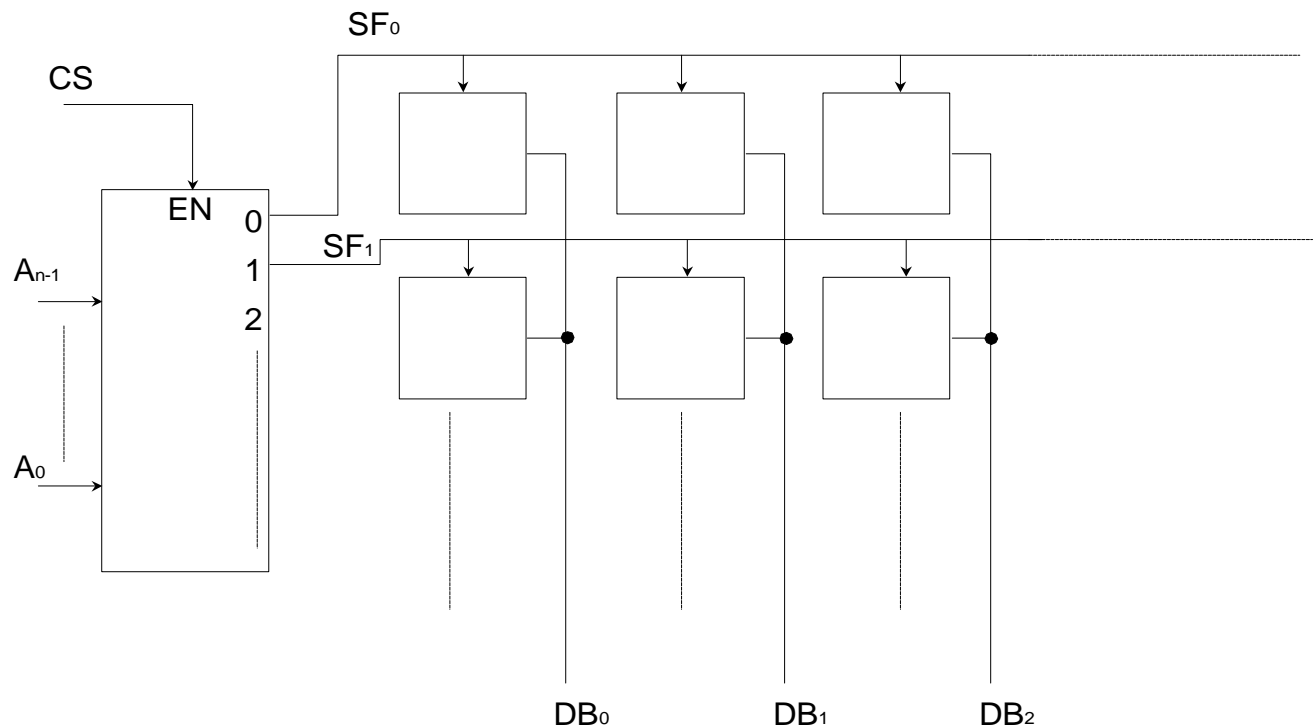 SF₀
CS
EN
0
SF₁
1
Aₙ₋₁
2
A₀
DB₀ DB₁ DB₂